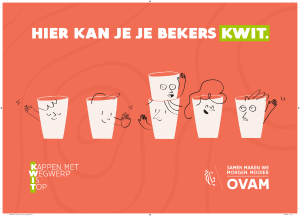 HIER KAN JE JE BEKERS KWIT.
KAPPEN MET
WEGWERP
IS
TOP
SAMEN MAKEN WE
MORGEN MOOIER
OVAM